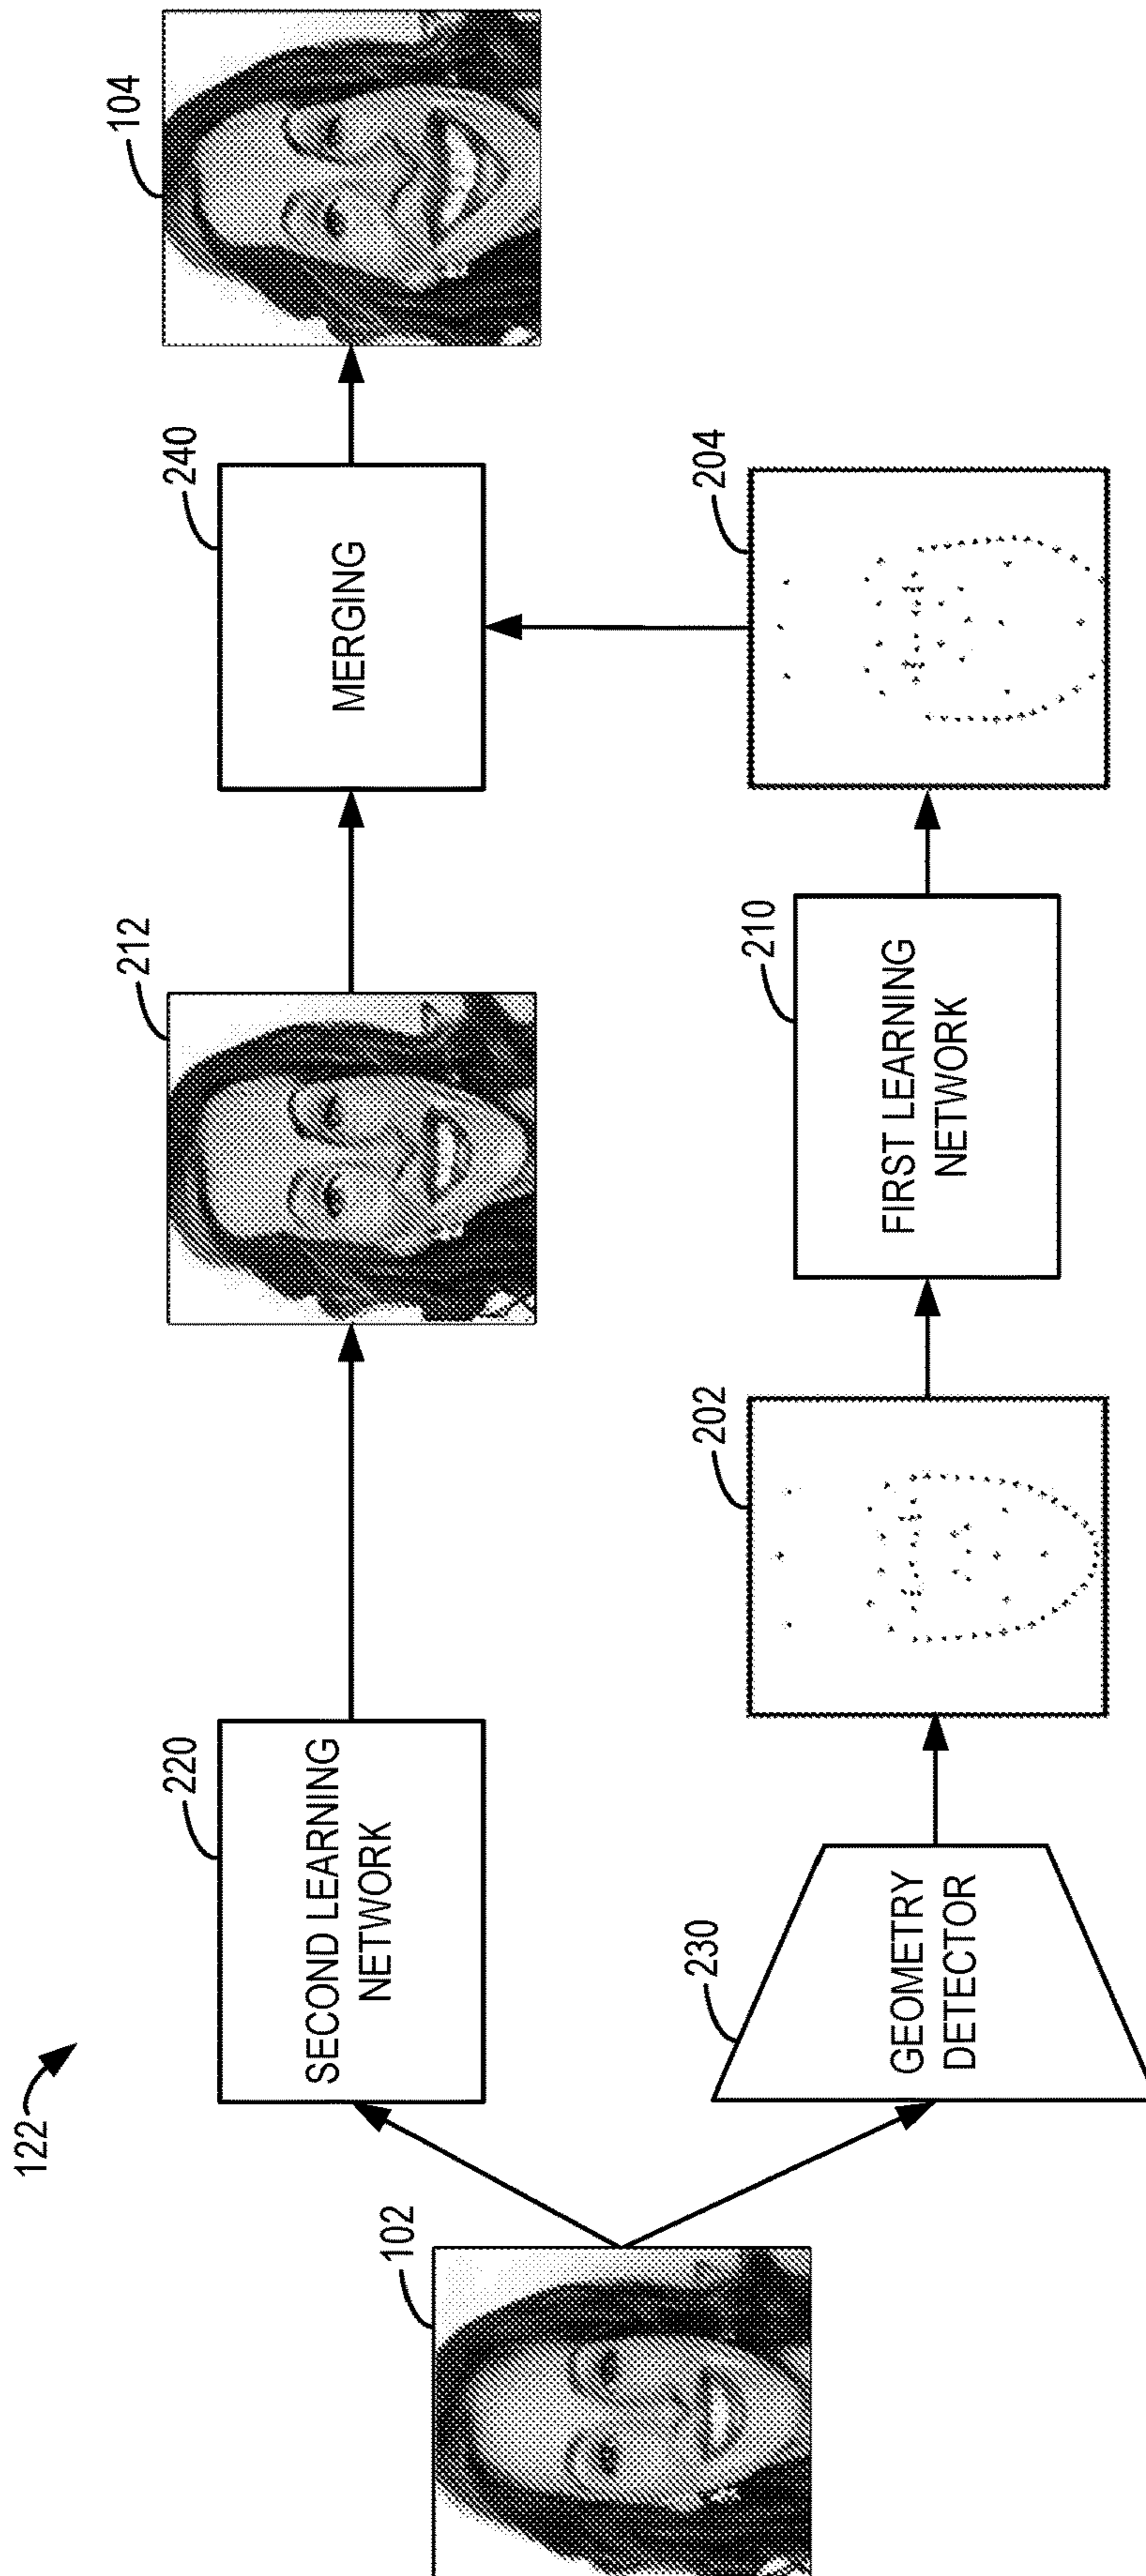 122
102
220
SECOND LEARNING
NETWORK
212
240
MERGING
104
230
GEOMETRY
DETECTOR
202
210
FIRST LEARNING
NETWORK
204